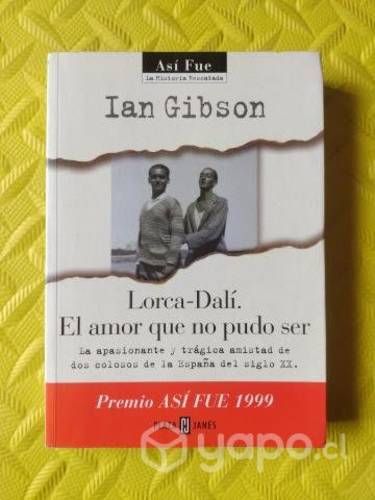 Así Fue
La Historia Rescatada
Ian Gibson
Lorca-Dalí.
El amor que no pudo ser
La apasionante y trágica amistad de
dos colosos de la España del siglo XX.
Premio ASÍ FUE 1999
PLAZA JANÉS
yapo.cl